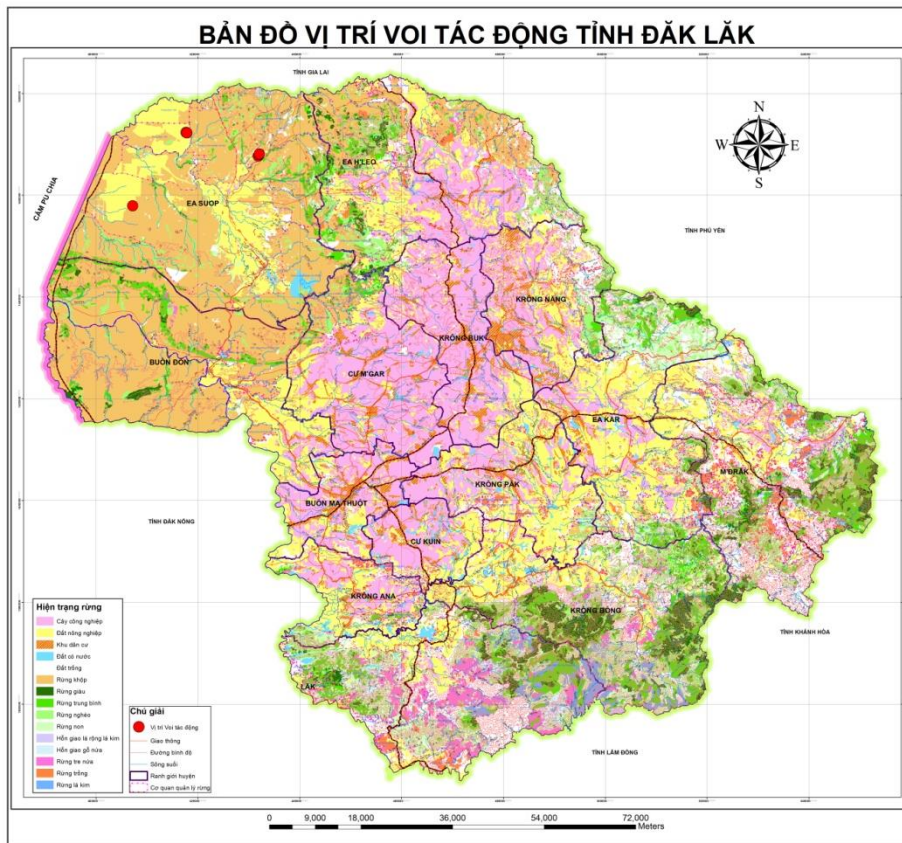 BẢN ĐỒ VỊ TRÍ VOI TÁC ĐỘNG TỈNH ĐĂK LĂK
TỈNH GIA LAI
N
W E
S
EA H'LEO
CĂM PU CHIA
EA SUOP
TỈNH PHÚ YÊN
KRÔNG NĂNG
KRÔNG BUK
BUÔN ĐÔN
CƯ M'GAR
EA KAR
M'ĐRĂK
KRÔNG PĂK
BUÔN MA THUỘT
TỈNH ĐĂK NÔNG
CƯ KUIN
KRÔNG ANA
KRÔNG BÔNG
TỈNH KHÁNH HÒA
LĂK
TỈNH LÂM ĐỒNG
Hiện trạng rừng
Cây công nghiệp
Đất nông nghiệp
Khu dân cư
Đất có nước
Đất trống
Rừng khộp
Rừng giàu
Rừng trung bình
Rừng nghèo
Rừng non
Hỗn giao lá rộng lá kim
Hỗn giao gỗ nứa
Rừng tre nứa
Rừng trồng
Rừng lá kim
Chú giải
Vị trí Voi tác động
Giao thông
Đường bình độ
Sông suối
Ranh giới huyện
Cơ quan quản lý rừng
0 9,000 18,000 36,000 54,000 72,000
Meters